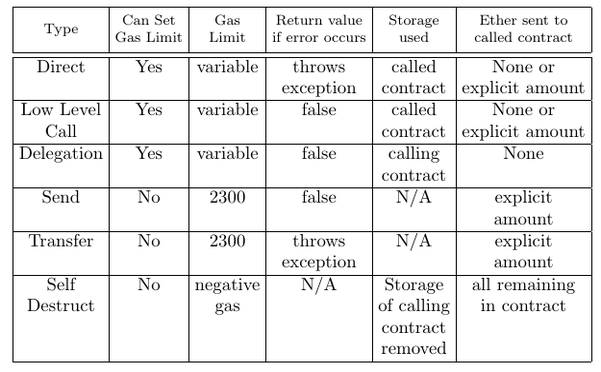 Type | Can Set Gas Limit | Gas Limit | Return value if error occurs | Storage used | Ether sent to called contract
Direct | Yes | variable | throws exception | called contract | None or explicit amount
Low Level Call | Yes | variable | false | called contract | None or explicit amount
Delegation | Yes | variable | false | calling contract | None
Send | No | 2300 | false | N/A | explicit amount
Transfer | No | 2300 | throws exception | N/A | explicit amount
Self Destruct | No | negative gas | N/A | Storage of calling contract removed | all remaining in contract